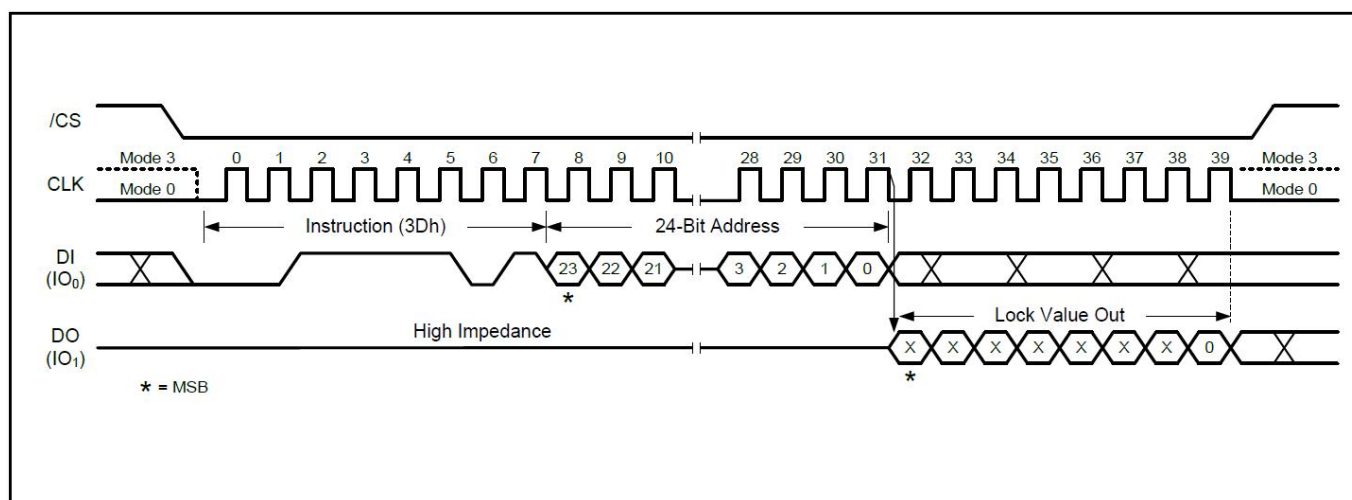 /CS
Mode 3 0 1 2 3 4 5 6 7 8 9 10 28 29 30 31 32 33 34 35 36 37 38 39 Mode 3
CLK
Mode 0 Mode 0
Instruction (3Dh) 24-Bit Address
DI
(IO₀)
23 22 21 3 2 1 0
*
Lock Value Out
High Impedance
DO
(IO₁)
X X X X X X X 0
*
* = MSB